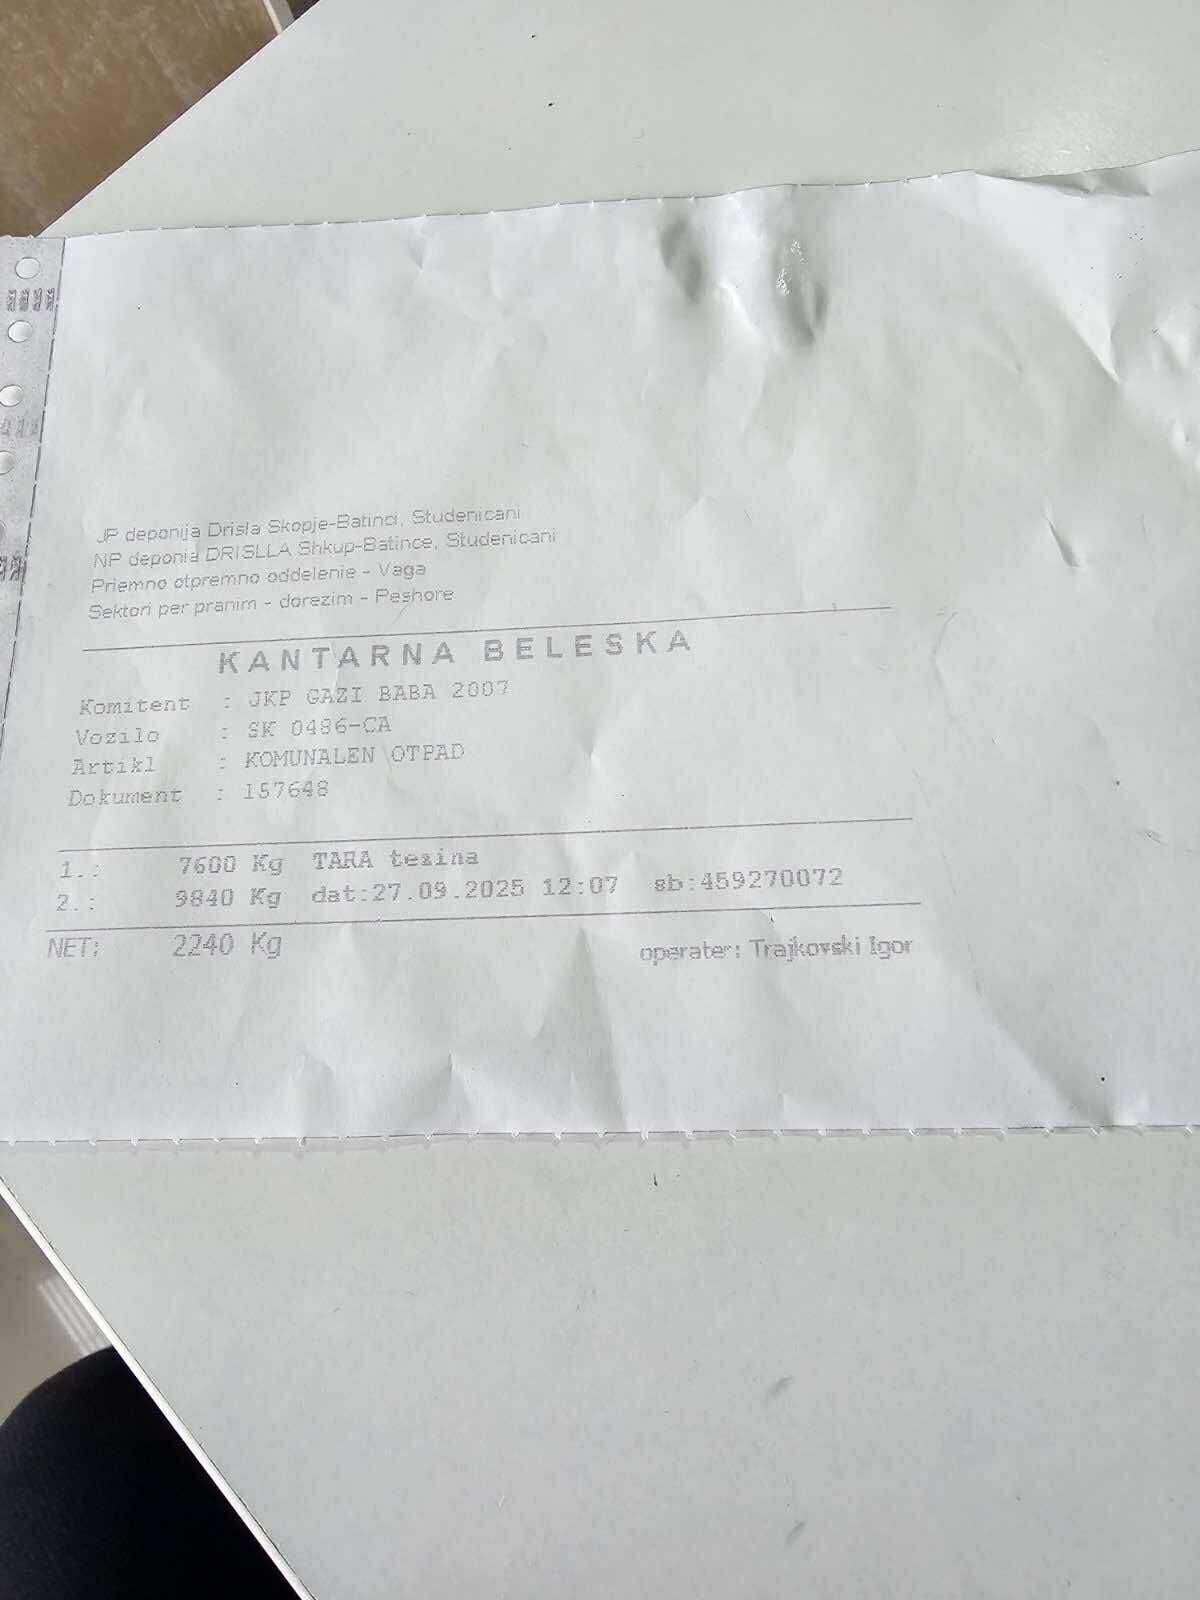 JP deponija Drisla Skopje-Batinci, Studenicani
NP deponia DRISLLA Shkup-Batince, Studenicani
Priemno otpremno oddelenie - Vaga
Sektori per pranim - dorezim - Peshore
KANTARNA BELESKA
Komitent : JKP GAZI BABA 2007
Vozilo : SK 0486-CA
Artikl : KOMUNALEN OTPAD
Dokument : 157648
1.: 7600 Kg TARA tezina
2.: 9840 Kg dat:27.09.2025 12:07 sb:459270072
NET: 2240 Kg operater: Trajkovski Igor